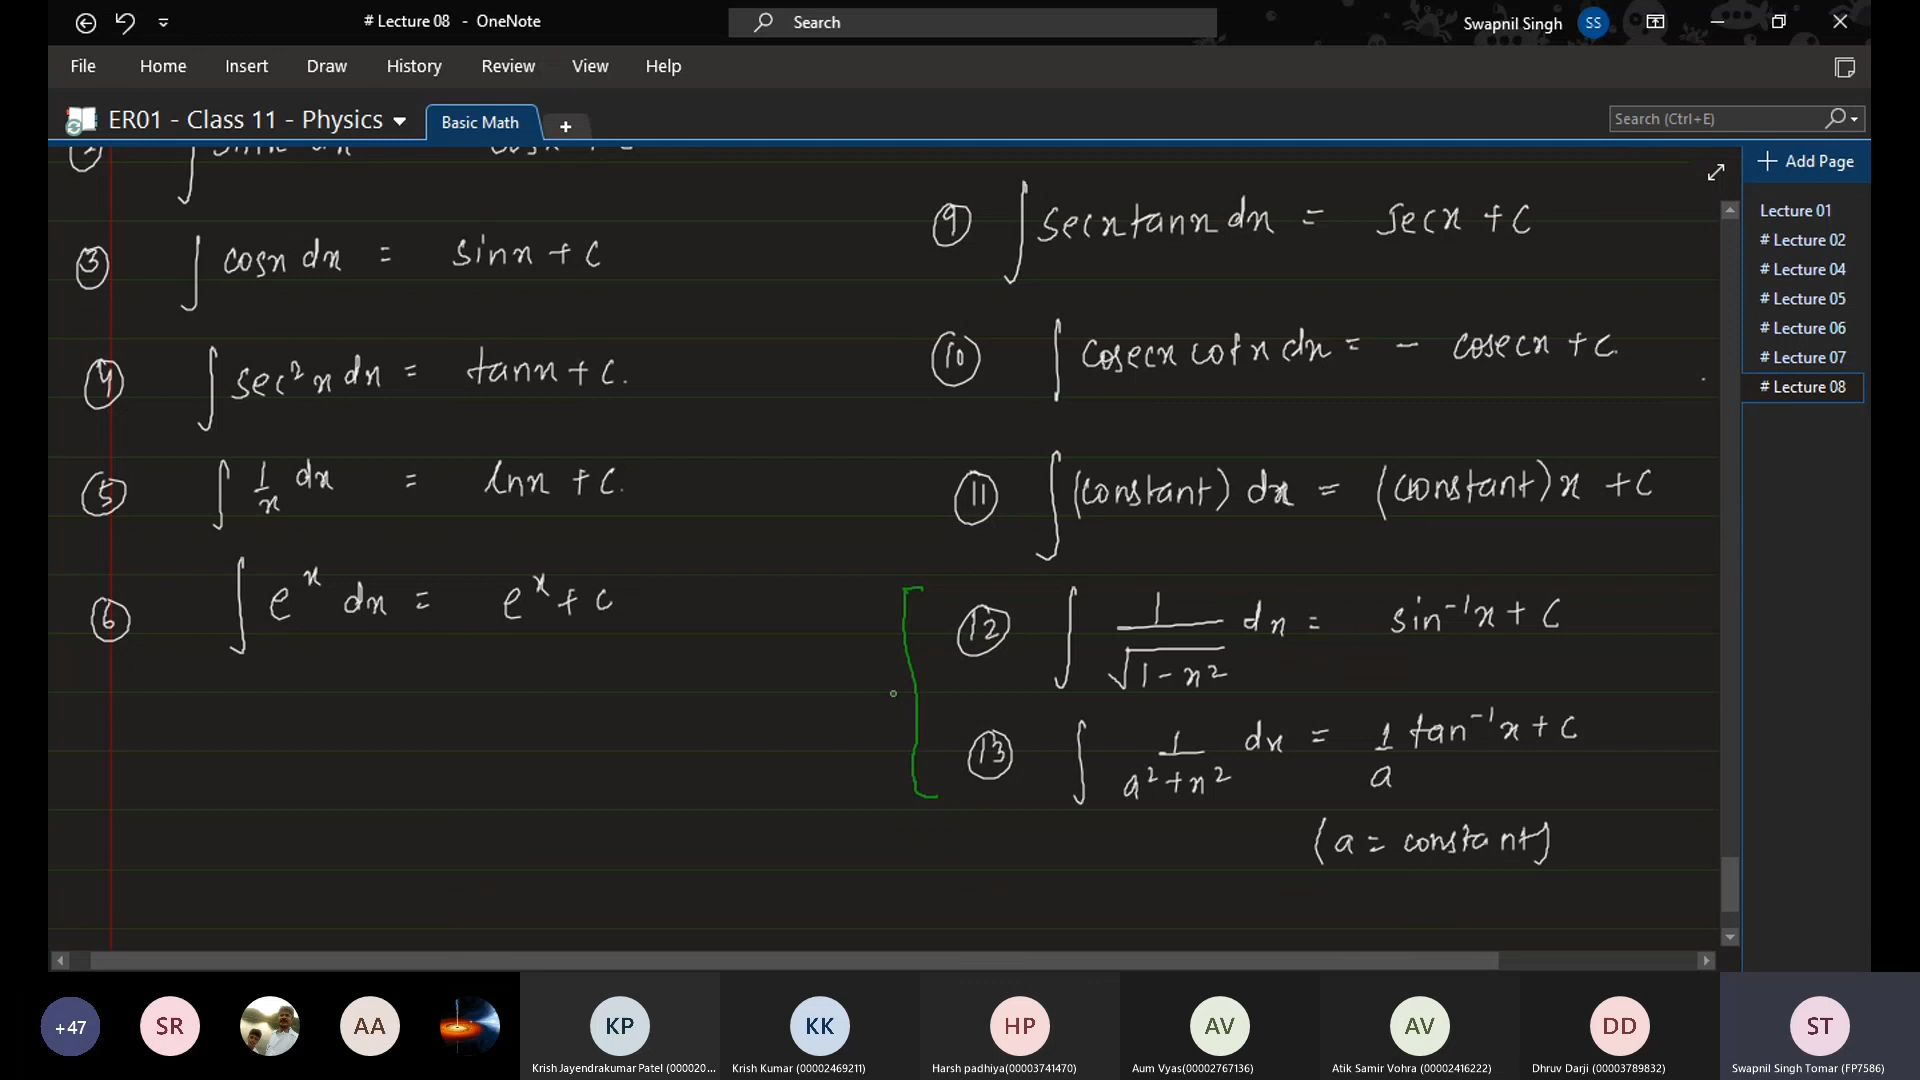 # Lecture 08 - OneNote
Search
Swapnil Singh SS
File Home Insert Draw History Review View Help
ER01 - Class 11 - Physics
Basic Math
+
Search (Ctrl+E)
Add Page
Lecture 01
# Lecture 02
# Lecture 04
# Lecture 05
# Lecture 06
# Lecture 07
# Lecture 08
③ ∫ cosx dx = sinx + c
④ ∫ sec²x dx = tanx + c.
⑤ ∫ 1/x dx = lnx + c.
⑥ ∫ eˣ dx = eˣ + c
⑨ ∫ secx tanx dx = secx + c
⑩ ∫ cosecx cotx dx = - cosecx + c.
⑪ ∫ (constant) dx = (constant) x + c
⑫ ∫ 1/√(1-x²) dx = sin⁻¹x + c
⑬ ∫ 1/(a²+x²) dx = 1/a tan⁻¹x + c
(a = constant)
+47
SR
AA
KP
KK
HP
AV
AV
DD
ST
Krish Jayendrakumar Patel (000020...
Krish Kumar (00002469211)
Harsh padhiya(00003741470)
Aum Vyas(00002767136)
Atik Samir Vohra (00002416222)
Dhruv Darji (00003789832)
Swapnil Singh Tomar (FP7586)